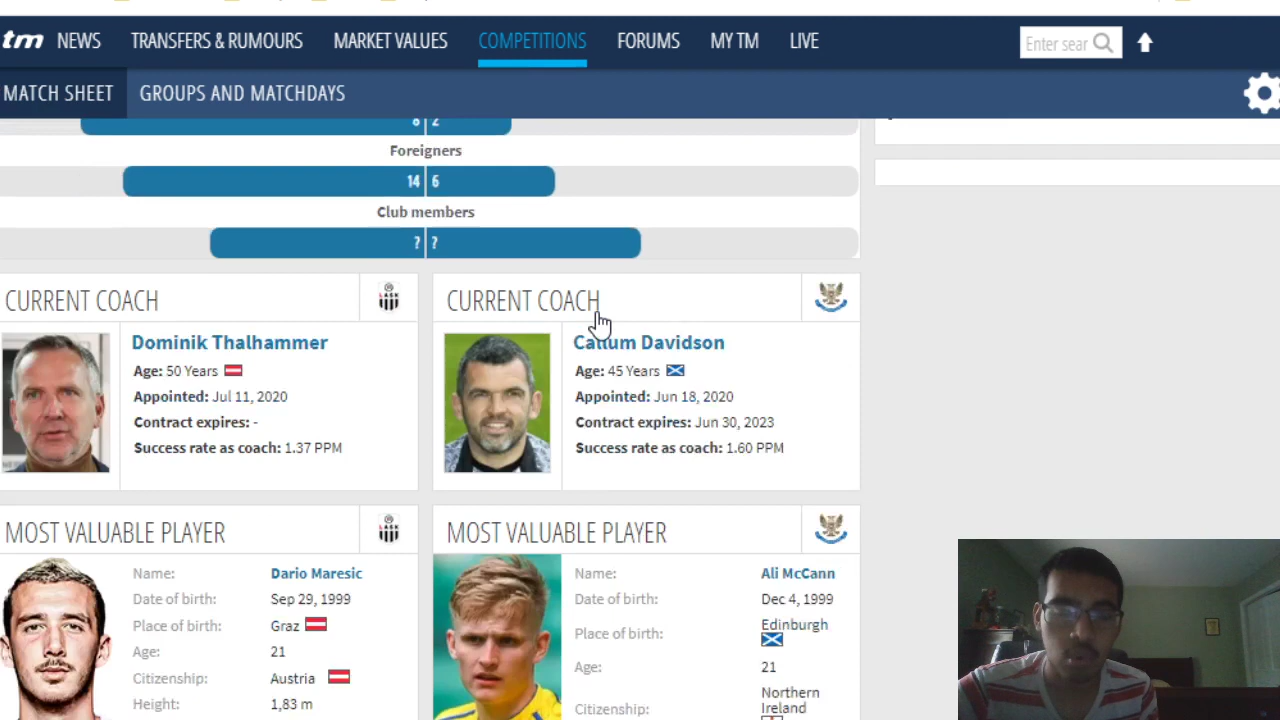 tm NEWS TRANSFERS & RUMOURS MARKET VALUES COMPETITIONS FORUMS MY TM LIVE Enter sear
MATCH SHEET GROUPS AND MATCHDAYS
8 2
Foreigners
14 6
Club members
? ?
CURRENT COACH LASK
Dominik Thalhammer
Age: 50 Years
Appointed: Jul 11, 2020
Contract expires: -
Success rate as coach: 1.37 PPM
CURRENT COACH
Callum Davidson
Age: 45 Years
Appointed: Jun 18, 2020
Contract expires: Jun 30, 2023
Success rate as coach: 1.60 PPM
MOST VALUABLE PLAYER LASK
Name: Dario Maresic
Date of birth: Sep 29, 1999
Place of birth: Graz
Age: 21
Citizenship: Austria
Height: 1,83 m
MOST VALUABLE PLAYER
Name: Ali McCann
Date of birth: Dec 4, 1999
Place of birth: Edinburgh
Age: 21
Citizenship: Northern
Ireland